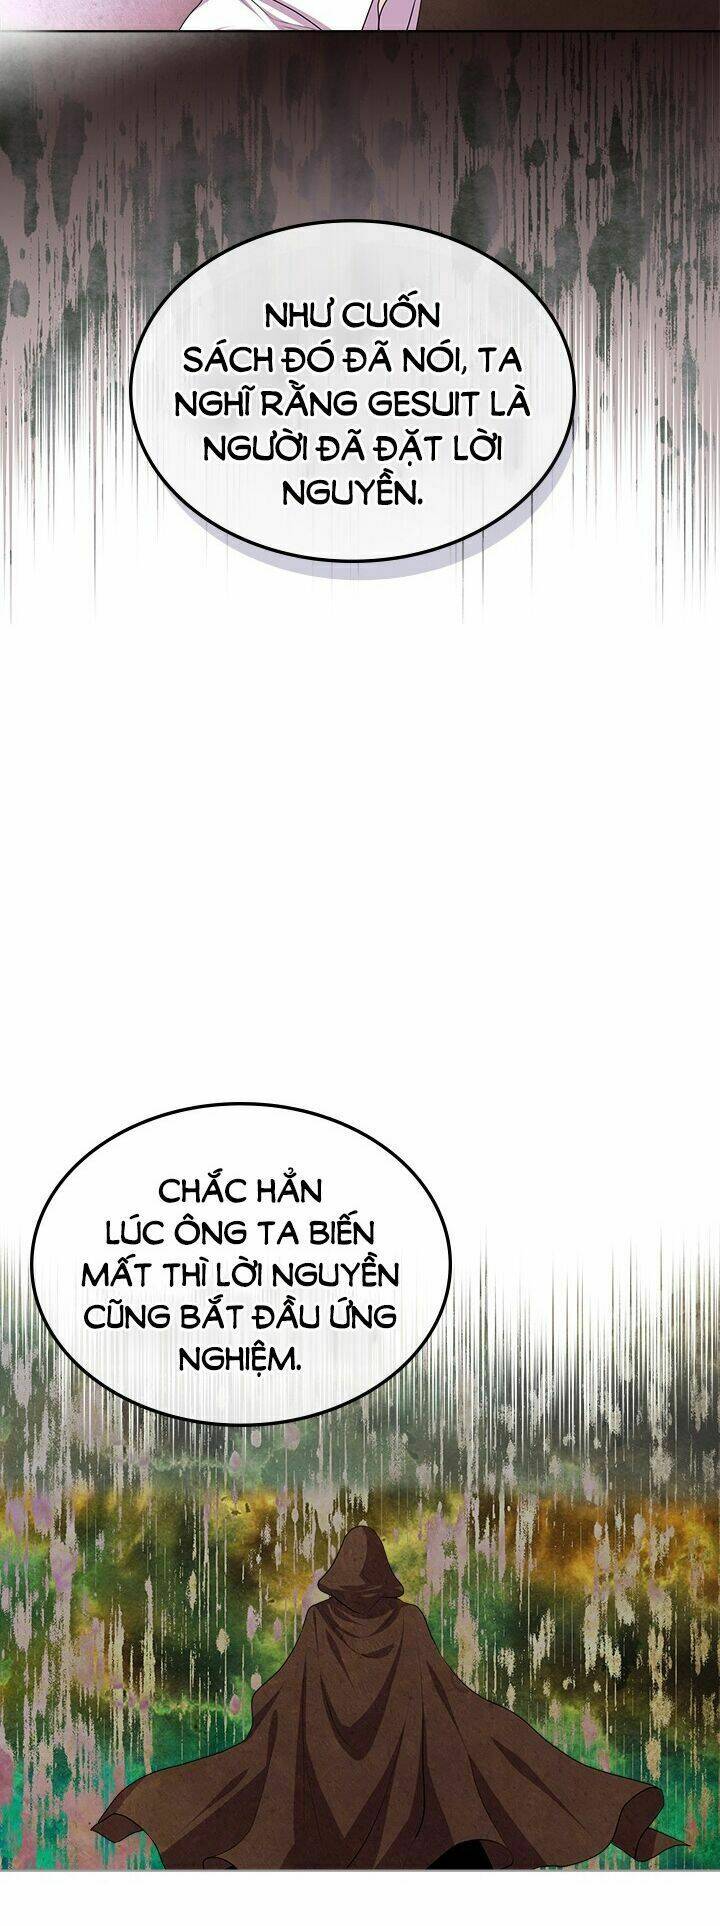 NHƯ CUỐN
SÁCH ĐÓ ĐÃ NÓI, TA
NGHĨ RẰNG GESUIT LÀ
NGƯỜI ĐÃ ĐẶT LỜI
NGUYỀN.
CHẮC HẲN
LÚC ÔNG TA BIẾN
MẤT THÌ LỜI NGUYỀN
CŨNG BẮT ĐẦU ỨNG
NGHIỆM.